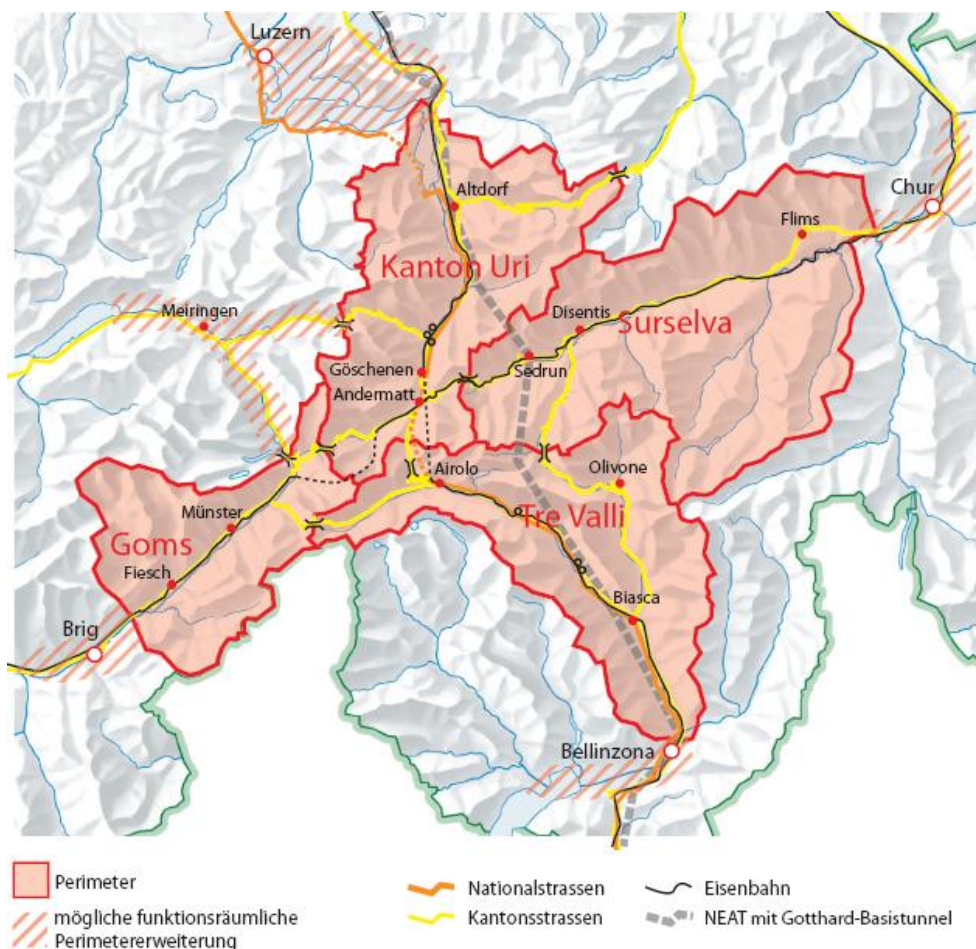 Luzern
Altdorf
Chur
Flims
Kanton Uri
Meiringen
Disentis
Surselva
Göschenen
Sedrun
Andermatt
Airolo
Olivone
Münster
Tre Valli
Goms
Fiesch
Biasca
Brig
Bellinzona
Perimeter
mögliche funktionsräumliche
Perimetererweiterung
Nationalstrassen
Kantonsstrassen
Eisenbahn
NEAT mit Gotthard-Basistunnel